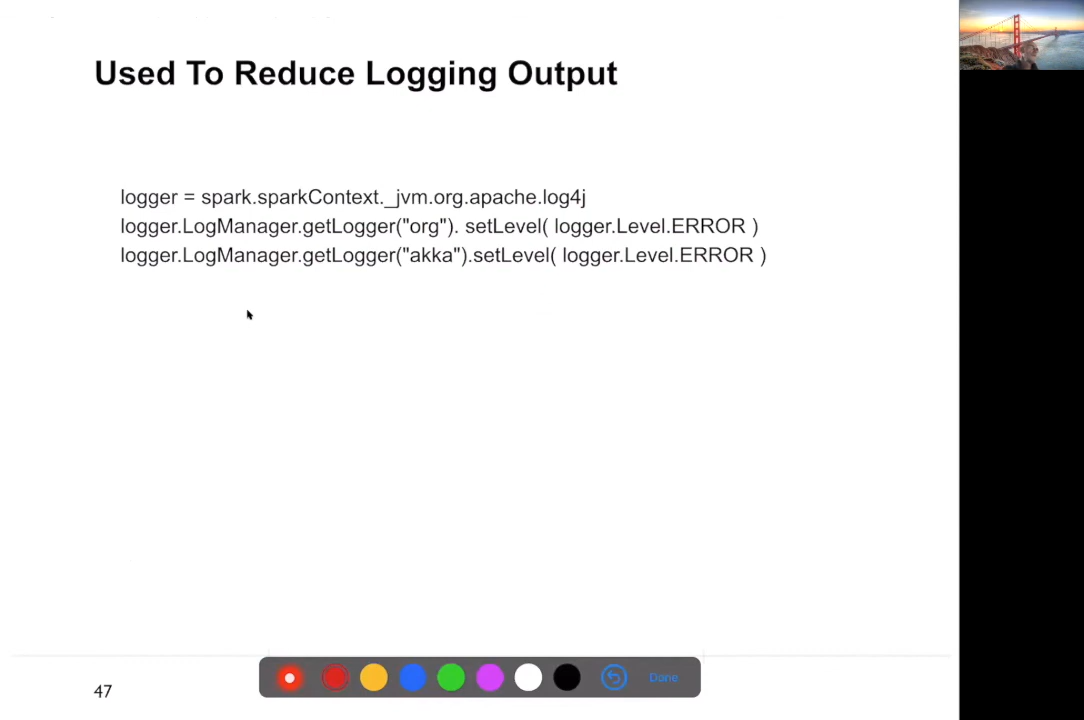 Used To Reduce Logging Output
logger = spark.sparkContext._jvm.org.apache.log4j
logger.LogManager.getLogger("org"). setLevel( logger.Level.ERROR )
logger.LogManager.getLogger("akka").setLevel( logger.Level.ERROR )
47
Done